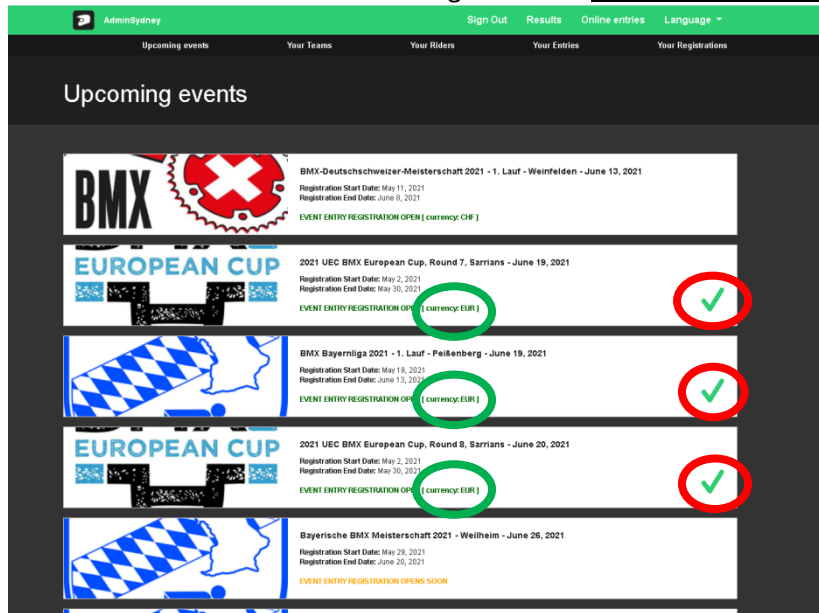 AdminSydney
Sign Out Results Online entries Language
Upcoming events Your Teams Your Riders Your Entries Your Registrations
Upcoming events
BMX
BMX-Deutschschweizer-Meisterschaft 2021 - 1. Lauf - Weinfelden - June 13, 2021
Registration Start Date: May 11, 2021
Registration End Date: June 8, 2021
EVENT ENTRY REGISTRATION OPEN [ currency: CHF ]
EUROPEAN CUP
2021 UEC BMX European Cup, Round 7, Sarrians - June 19, 2021
Registration Start Date: May 2, 2021
Registration End Date: May 30, 2021
EVENT ENTRY REGISTRATION OPEN [ currency: EUR ]
BMX Bayernliga 2021 - 1. Lauf - Peißenberg - June 19, 2021
Registration Start Date: May 18, 2021
Registration End Date: June 13, 2021
EVENT ENTRY REGISTRATION OPEN [ currency: EUR ]
EUROPEAN CUP
2021 UEC BMX European Cup, Round 8, Sarrians - June 20, 2021
Registration Start Date: May 2, 2021
Registration End Date: May 30, 2021
EVENT ENTRY REGISTRATION OPEN [ currency: EUR ]
Bayerische BMX Meisterschaft 2021 - Weilheim - June 26, 2021
Registration Start Date: May 29, 2021
Registration End Date: June 20, 2021
EVENT ENTRY REGISTRATION OPENS SOON